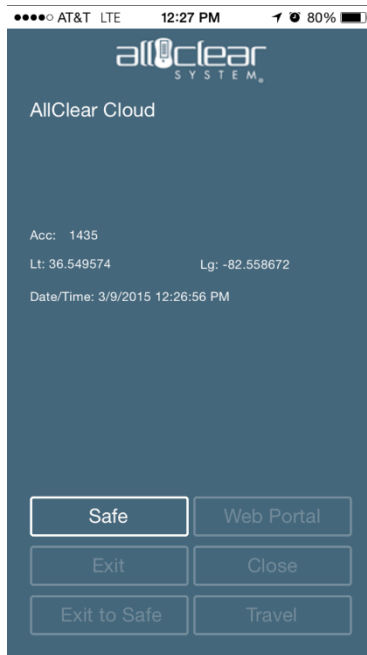 AT&T LTE 12:27 PM 80%
allclear
SYSTEM®
AllClear Cloud
Acc: 1435
Lt: 36.549574 Lg: -82.558672
Date/Time: 3/9/2015 12:26:56 PM
Safe Web Portal
Exit Close
Exit to Safe Travel